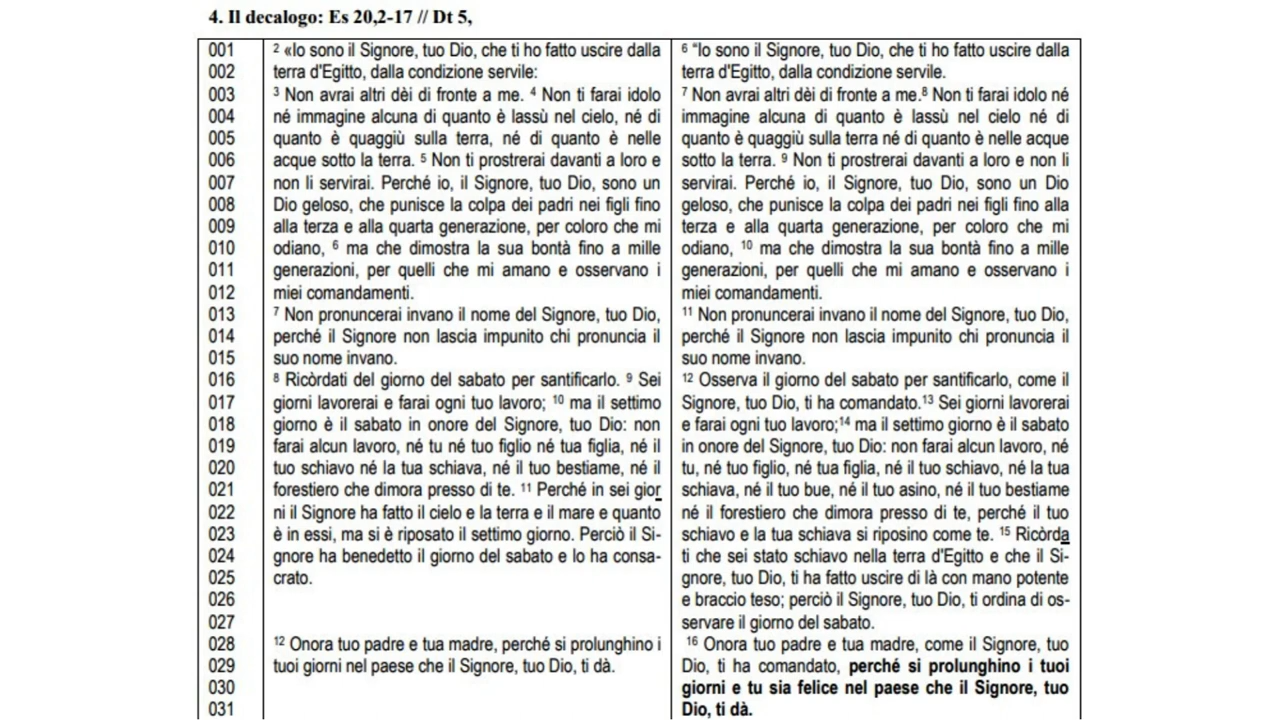 4. Il decalogo: Es 20,2-17 // Dt 5,
001
002
003
004
005
006
007
008
009
010
011
012
013
014
015
016
017
018
019
020
021
022
023
024
025
026
027
028
029
030
031
2 «Io sono il Signore, tuo Dio, che ti ho fatto uscire dalla
terra d'Egitto, dalla condizione servile:
3 Non avrai altri dèi di fronte a me. 4 Non ti farai idolo
né immagine alcuna di quanto è lassù nel cielo, né di
quanto è quaggiù sulla terra, né di quanto è nelle
acque sotto la terra. 5 Non ti prostrerai davanti a loro e
non li servirai. Perché io, il Signore, tuo Dio, sono un
Dio geloso, che punisce la colpa dei padri nei figli fino
alla terza e alla quarta generazione, per coloro che mi
odiano, 6 ma che dimostra la sua bontà fino a mille
generazioni, per quelli che mi amano e osservano i
miei comandamenti.
7 Non pronuncerai invano il nome del Signore, tuo Dio,
perché il Signore non lascia impunito chi pronuncia il
suo nome invano.
8 Ricòrdati del giorno del sabato per santificarlo. 9 Sei
giorni lavorerai e farai ogni tuo lavoro; 10 ma il settimo
giorno è il sabato in onore del Signore, tuo Dio: non
farai alcun lavoro, né tu né tuo figlio né tua figlia, né il
tuo schiavo né la tua schiava, né il tuo bestiame, né il
forestiero che dimora presso di te. 11 Perché in sei gior
ni il Signore ha fatto il cielo e la terra e il mare e quanto
è in essi, ma si è riposato il settimo giorno. Perciò il Si-
gnore ha benedetto il giorno del sabato e lo ha consa-
crato.
12 Onora tuo padre e tua madre, perché si prolunghino i
tuoi giorni nel paese che il Signore, tuo Dio, ti dà.
6 “Io sono il Signore, tuo Dio, che ti ho fatto uscire dalla
terra d'Egitto, dalla condizione servile.
7 Non avrai altri dèi di fronte a me.8 Non ti farai idolo né
immagine alcuna di quanto è lassù nel cielo né di
quanto è quaggiù sulla terra né di quanto è nelle acque
sotto la terra. 9 Non ti prostrerai davanti a loro e non li
servirai. Perché io, il Signore, tuo Dio, sono un Dio
geloso, che punisce la colpa dei padri nei figli fino alla
terza e alla quarta generazione, per coloro che mi
odiano, 10 ma che dimostra la sua bontà fino a mille
generazioni, per quelli che mi amano e osservano i
miei comandamenti.
11 Non pronuncerai invano il nome del Signore, tuo Dio,
perché il Signore non lascia impunito chi pronuncia il
suo nome invano.
12 Osserva il giorno del sabato per santificarlo, come il
Signore, tuo Dio, ti ha comandato.13 Sei giorni lavorerai
e farai ogni tuo lavoro;14 ma il settimo giorno è il sabato
in onore del Signore, tuo Dio: non farai alcun lavoro, né
tu, né tuo figlio, né tua figlia, né il tuo schiavo, né la tua
schiava, né il tuo bue, né il tuo asino, né il tuo bestiame
né il forestiero che dimora presso di te, perché il tuo
schiavo e la tua schiava si riposino come te. 15 Ricòrda
ti che sei stato schiavo nella terra d'Egitto e che il Si-
gnore, tuo Dio, ti ha fatto uscire di là con mano potente
e braccio teso; perciò il Signore, tuo Dio, ti ordina di os-
servare il giorno del sabato.
16 Onora tuo padre e tua madre, come il Signore, tuo
Dio, ti ha comandato, perché si prolunghino i tuoi
giorni e tu sia felice nel paese che il Signore, tuo
Dio, ti dà.